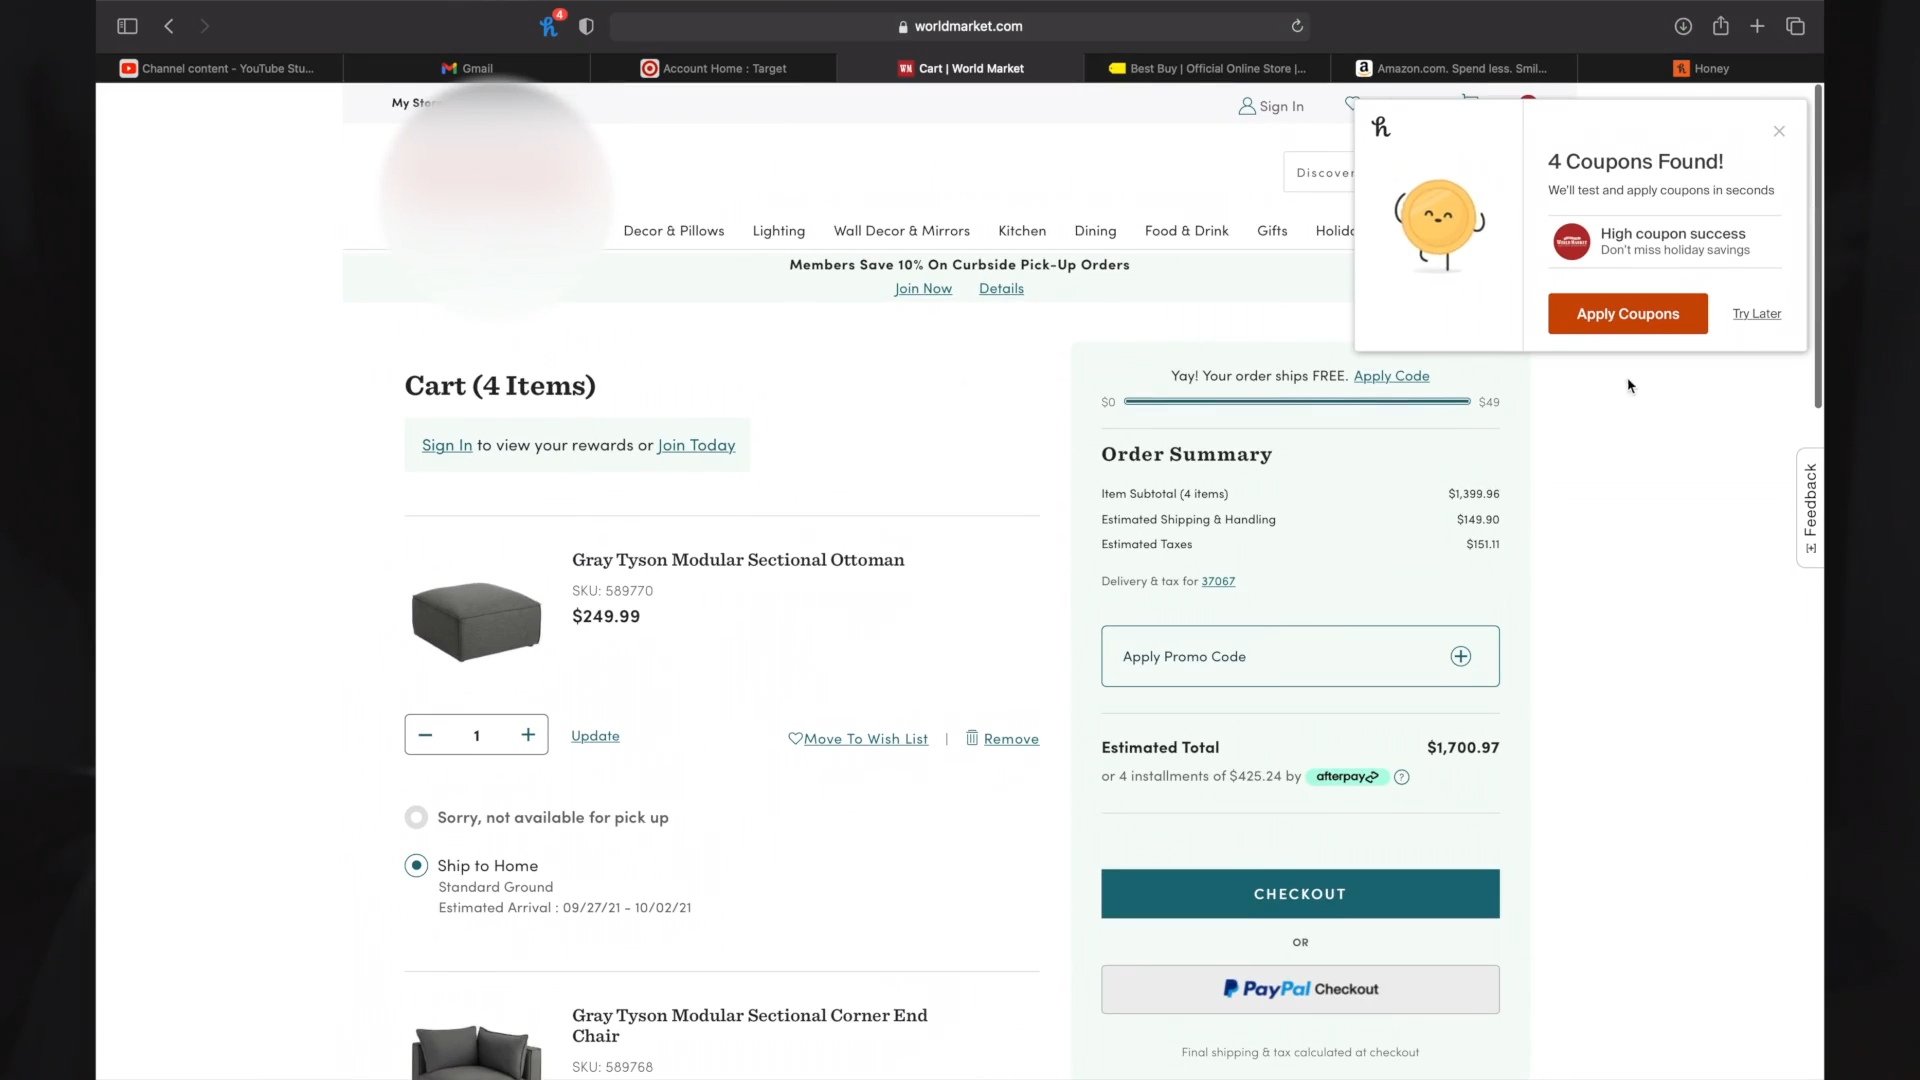 4
worldmarket.com
Channel content - YouTube Stu...
Gmail
Account Home : Target
WM Cart | World Market
Best Buy | Official Online Store |...
a Amazon.com. Spend less. Smil...
Honey
My Stor
Sign In
Discover
Decor & Pillows
Lighting
Wall Decor & Mirrors
Kitchen
Dining
Food & Drink
Gifts
Members Save 10% On Curbside Pick-Up Orders
Join Now
Details
h
4 Coupons Found!
We'll test and apply coupons in seconds
WORLD MARKET
High coupon success
Don't miss holiday savings
Apply Coupons
Try Later
Cart (4 Items)
Sign In to view your rewards or Join Today
Gray Tyson Modular Sectional Ottoman
SKU: 589770
$249.99
− 1 +
Update
Move To Wish List | Remove
Sorry, not available for pick up
Ship to Home
Standard Ground
Estimated Arrival : 09/27/21 - 10/02/21
Gray Tyson Modular Sectional Corner End
Chair
SKU: 589768
Yay! Your order ships FREE. Apply Code
$0
$49
Order Summary
Item Subtotal (4 items) $1,399.96
Estimated Shipping & Handling $149.90
Estimated Taxes $151.11
Delivery & tax for 37067
Apply Promo Code
Estimated Total $1,700.97
or 4 installments of $425.24 by afterpay ?
CHECKOUT
OR
PayPal Checkout
Final shipping & tax calculated at checkout
[+] Feedback